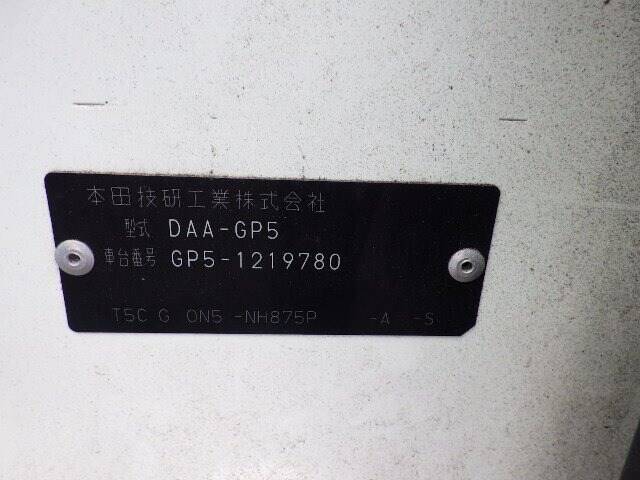 本田技研工業株式会社
型式 DAA-GP5
車台番号 GP5-1219780
T5C G ON5 -NH875P -A -S